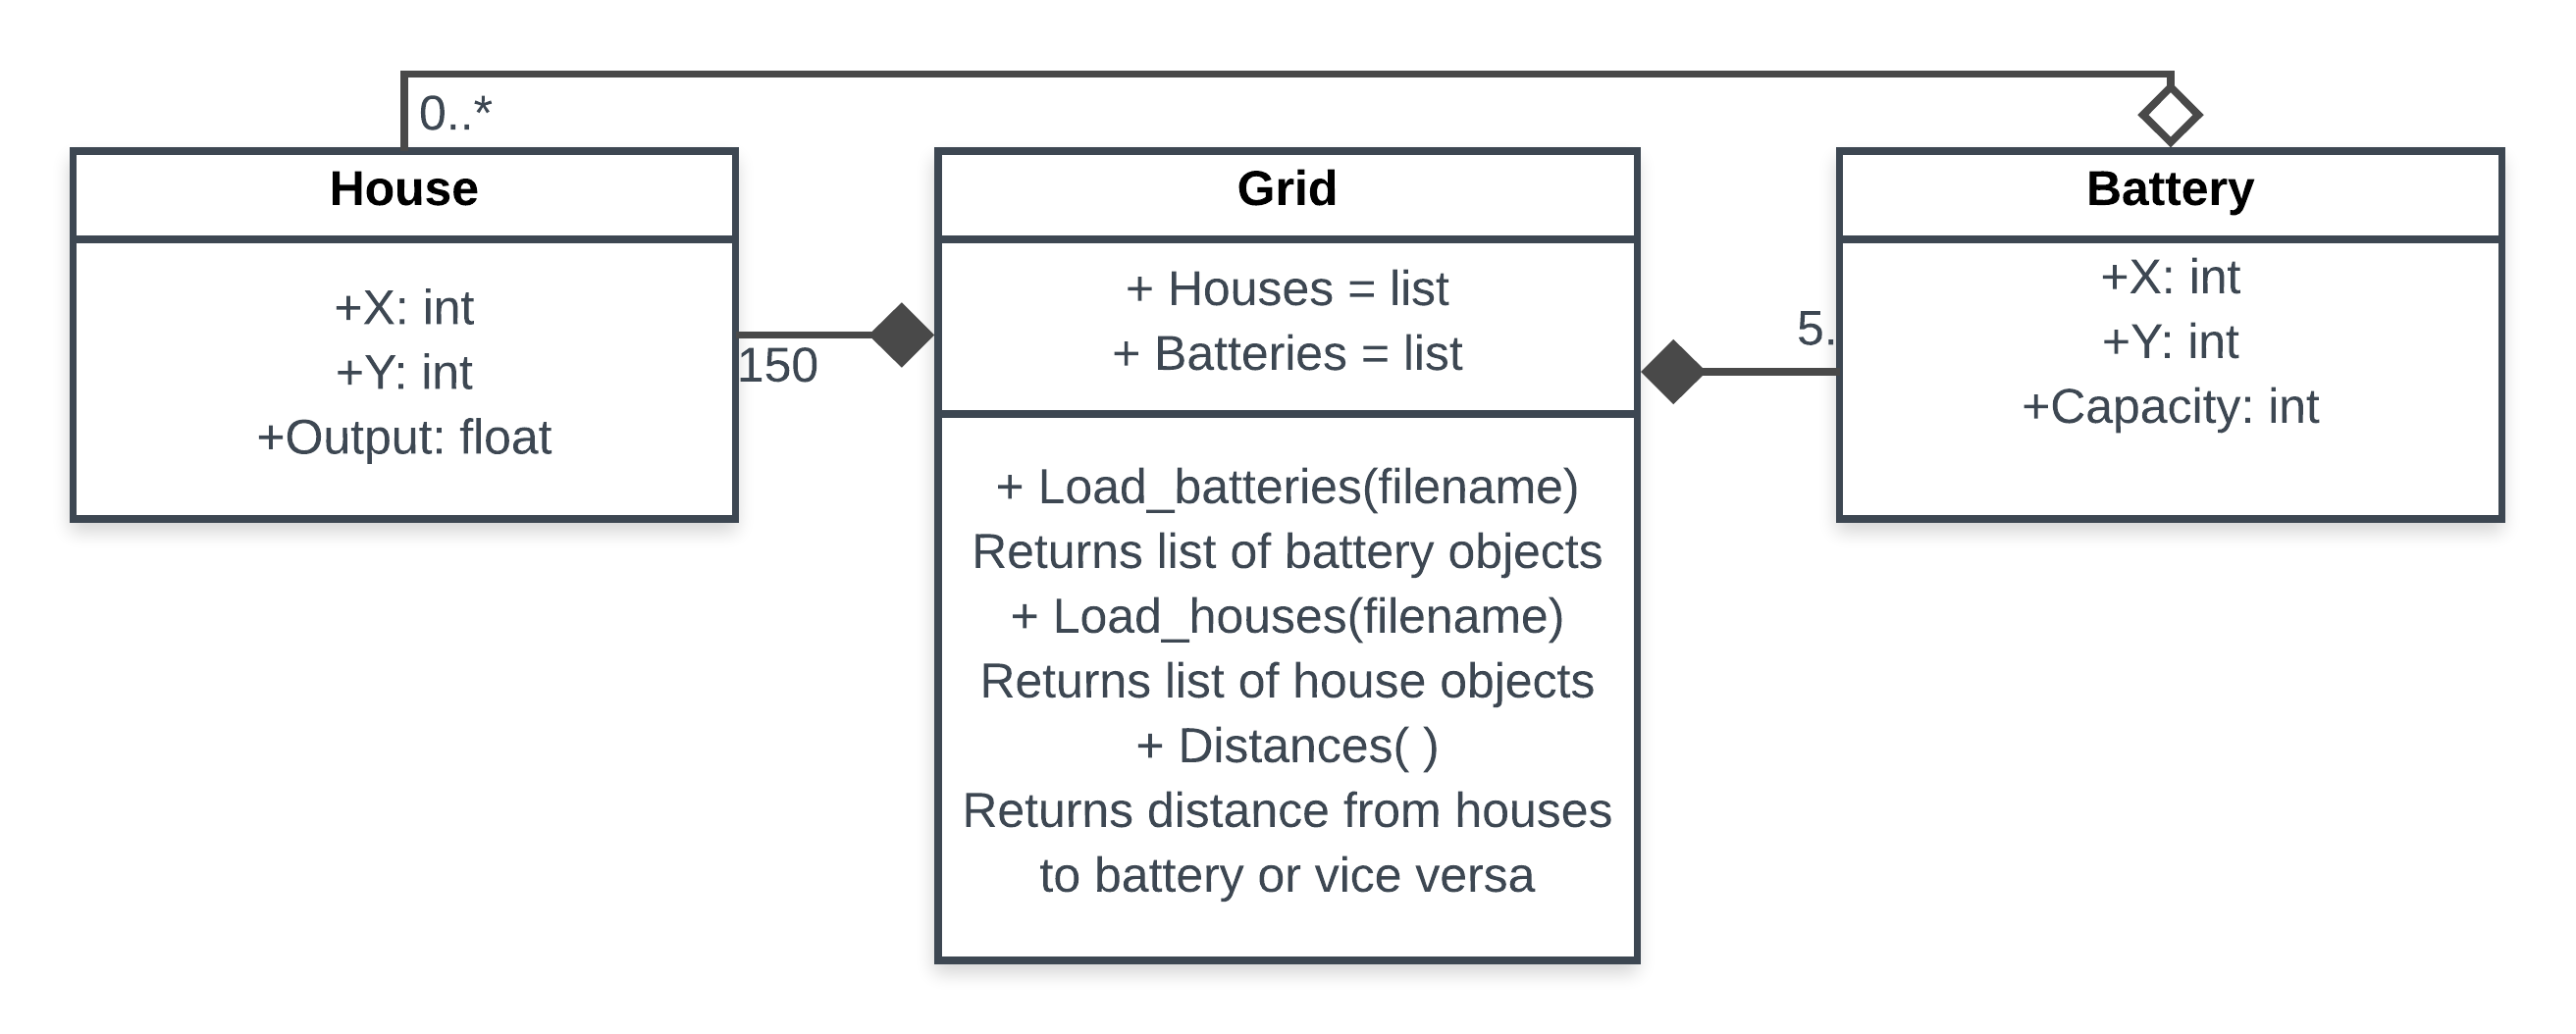 0..*
House
+X: int
+Y: int
+Output: float
150
Grid
+ Houses = list
+ Batteries = list
+ Load_batteries(filename)
Returns list of battery objects
+ Load_houses(filename)
Returns list of house objects
+ Distances( )
Returns distance from houses
to battery or vice versa
5.
Battery
+X: int
+Y: int
+Capacity: int